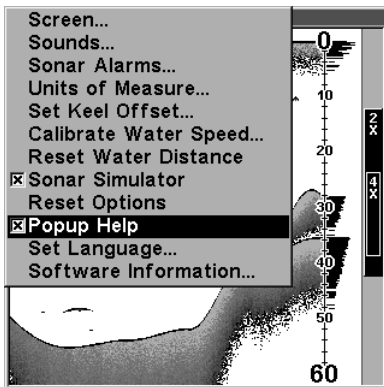 Screen...
Sounds...
Sonar Alarms...
Units of Measure...
Set Keel Offset...
Calibrate Water Speed...
Reset Water Distance
Sonar Simulator
Reset Options
Popup Help
Set Language...
Software Information...
0
10
20
30
40
50
60
2X
4X